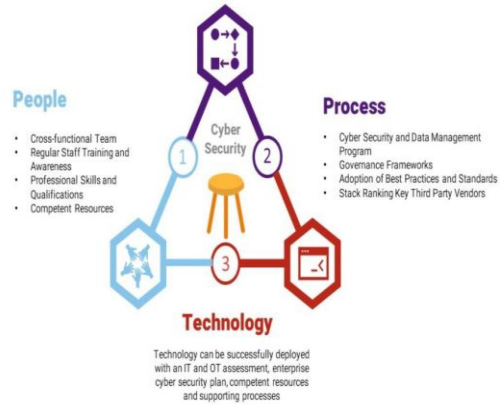 People
• Cross-functional Team
• Regular Staff Training and
Awareness
• Professional Skills and
Qualifications
• Competent Resources
Cyber
Security
1
2
3
Process
• Cyber Security and Data Management
Program
• Governance Frameworks
• Adoption of Best Practices and Standards
• Stack Ranking Key Third Party Vendors
Technology
Technology can be successfully deployed
with an IT and OT assessment, enterprise
cyber security plan, competent resources
and supporting processes